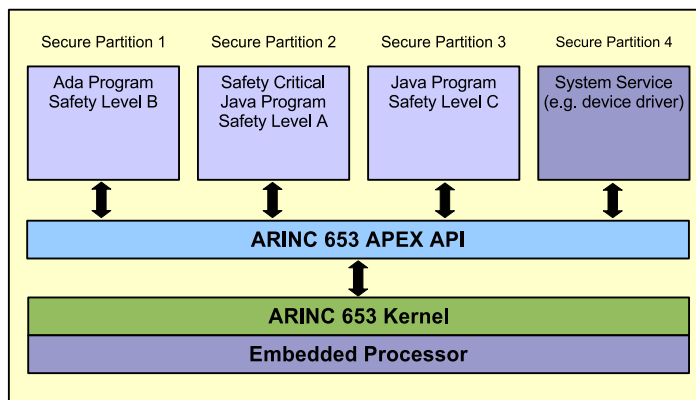 Secure Partition 1
Secure Partition 2
Secure Partition 3
Secure Partition 4
Ada Program
Safety Level B
Safety Critical
Java Program
Safety Level A
Java Program
Safety Level C
System Service
(e.g. device driver)
ARINC 653 APEX API
ARINC 653 Kernel
Embedded Processor